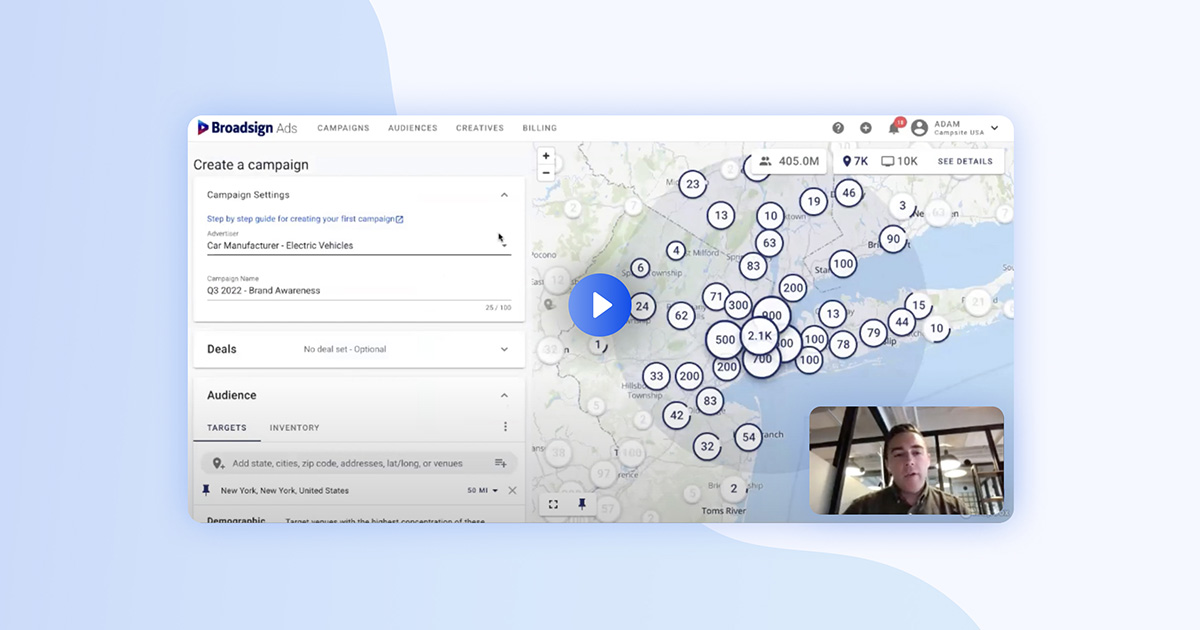 Broadsign Ads
CAMPAIGNS AUDIENCES CREATIVES BILLING
18
ADAM
Campsite USA
Create a campaign
Campaign Settings
Step by step guide for creating your first campaign
Advertiser
Car Manufacturer - Electric Vehicles
Campaign Name
Q3 2022 - Brand Awareness
25 / 100
Deals
No deal set - Optional
Audience
TARGETS INVENTORY
Add state, cities, zip code, addresses, lat/long, or venues
New York, New York, United States
50 MI
Demographic
Target venues with the highest concentration of these
405.0M
7K
10K
SEE DETAILS
+
−
23
46
19
2
7
13
10
3
63
90
4
83
100
6
200
71
300
24
62
900
13
15
21
44
10
2.1K
500
100
78
79
1
32
700
100
200
33
200
83
42
5
2
54
32
38
97
2
5
57
2
Milford
Township
Hillsborough
Township
Toms River